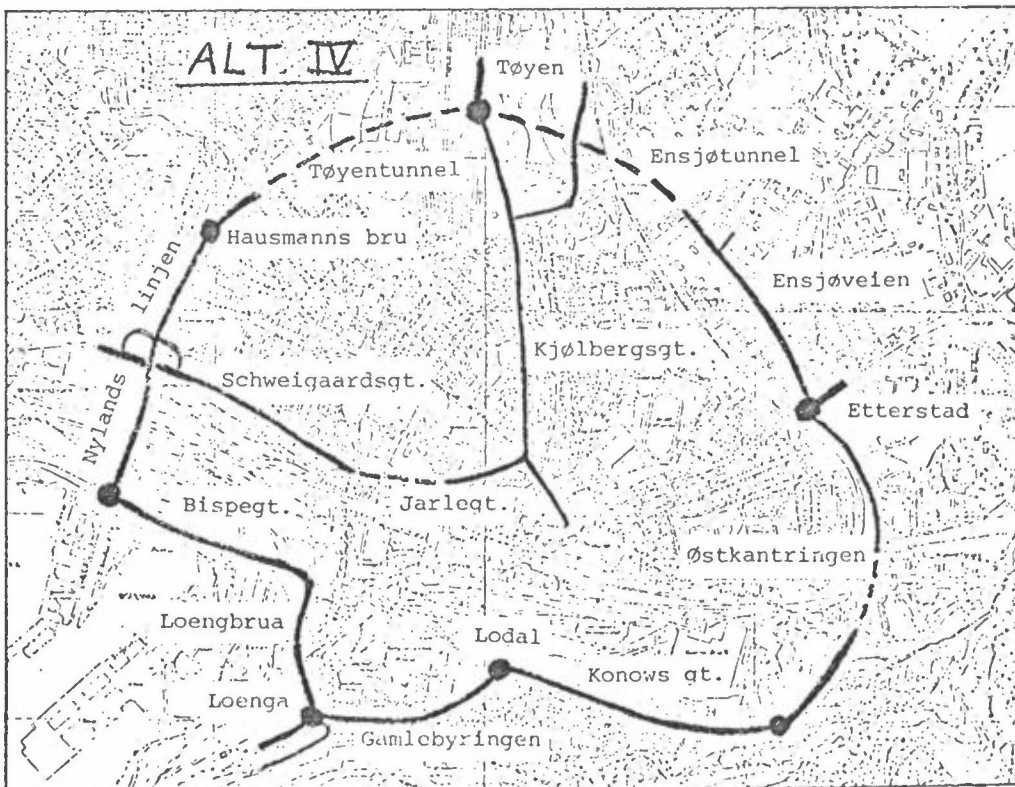 ALT. IV
Tøyen
Tøyentunnel
Ensjøtunnel
Hausmanns bru
Ensjøveien
Nylands linjen
Kjølbergsgt.
Schweigaardsgt.
Etterstad
Bispegt.
Jarlegt.
Østkantringen
Loengbrua
Lodal
Konows gt.
Loenga
Gamlebyringen